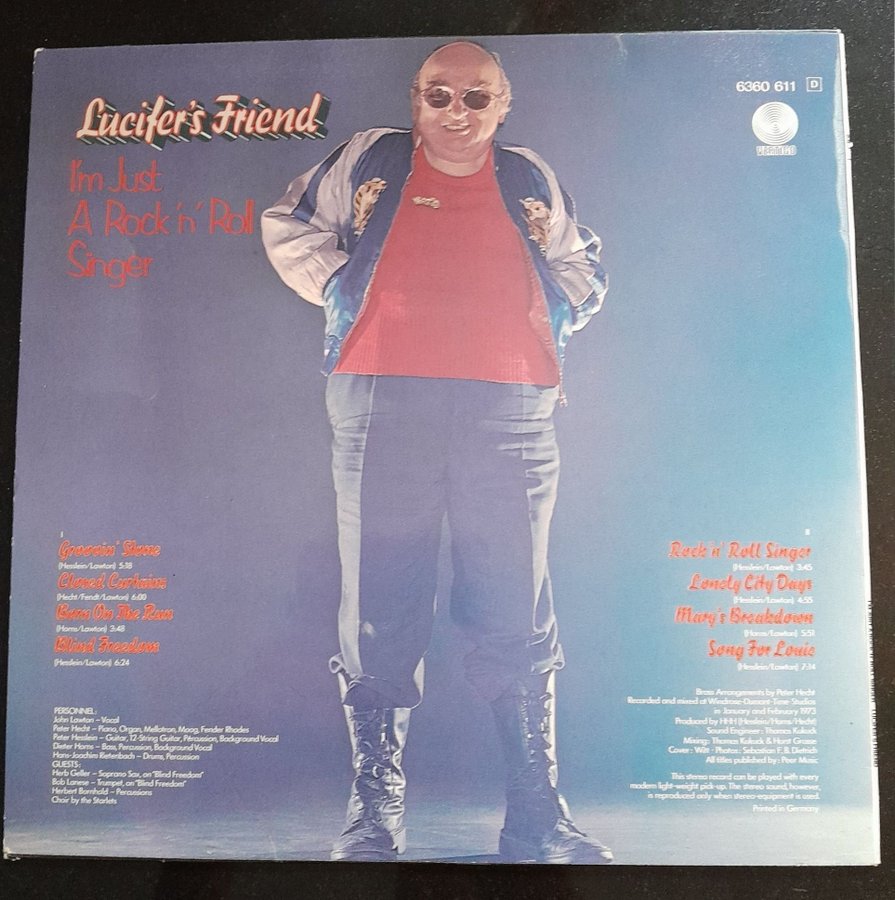 6360 611 D
VERTIGO
Lucifer's Friend
I'm Just
A Rock 'n' Roll
Singer
I
Groovin' Stone
(Hesslein/Lawton) 5:18
Closed Curtains
(Hecht/Fendt/Lawton) 6:00
Born On The Run
(Horns/Lawton) 3:48
Blind Freedom
(Hesslein/Lawton) 6:24
II
Rock 'n' Roll Singer
(Hesslein/Lawton) 3:45
Lonely City Days
(Hesslein/Lawton) 4:55
Mary's Breakdown
(Horns/Lawton) 5:51
Song For Louie
(Hesslein/Lawton) 7:14
PERSONNEL:
John Lawton – Vocal
Peter Hecht – Piano, Organ, Mellotron, Moog, Fender Rhodes
Peter Hesslein – Guitar, 12-String Guitar, Percussion, Background Vocal
Dieter Horns – Bass, Percussion, Background Vocal
Hans-Joachim Rietenbach – Drums, Percussion
GUESTS:
Herb Geller – Soprano Sax, on "Blind Freedom"
Bob Lanese – Trumpet, on "Blind Freedom"
Herbert Bornhold – Percussions
Choir by the Starlets
Brass Arrangements by Peter Hecht
Recorded and mixed at Windrose-Dumont-Time-Studios
in January and February 1973
Produced by HHH (Hesslein/Horns/Hecht)
Sound Engineer: Thomas Kukuck
Mixing: Thomas Kukuck & Horrt Graase
Cover: Witt · Photos: Sebastian F. B. Dietrich
All titles published by: Peer Music
This stereo record can be played with every
modern light-weight pick-up. The stereo sound, however,
is reproduced only when stereo-equipment is used.
Printed in Germany